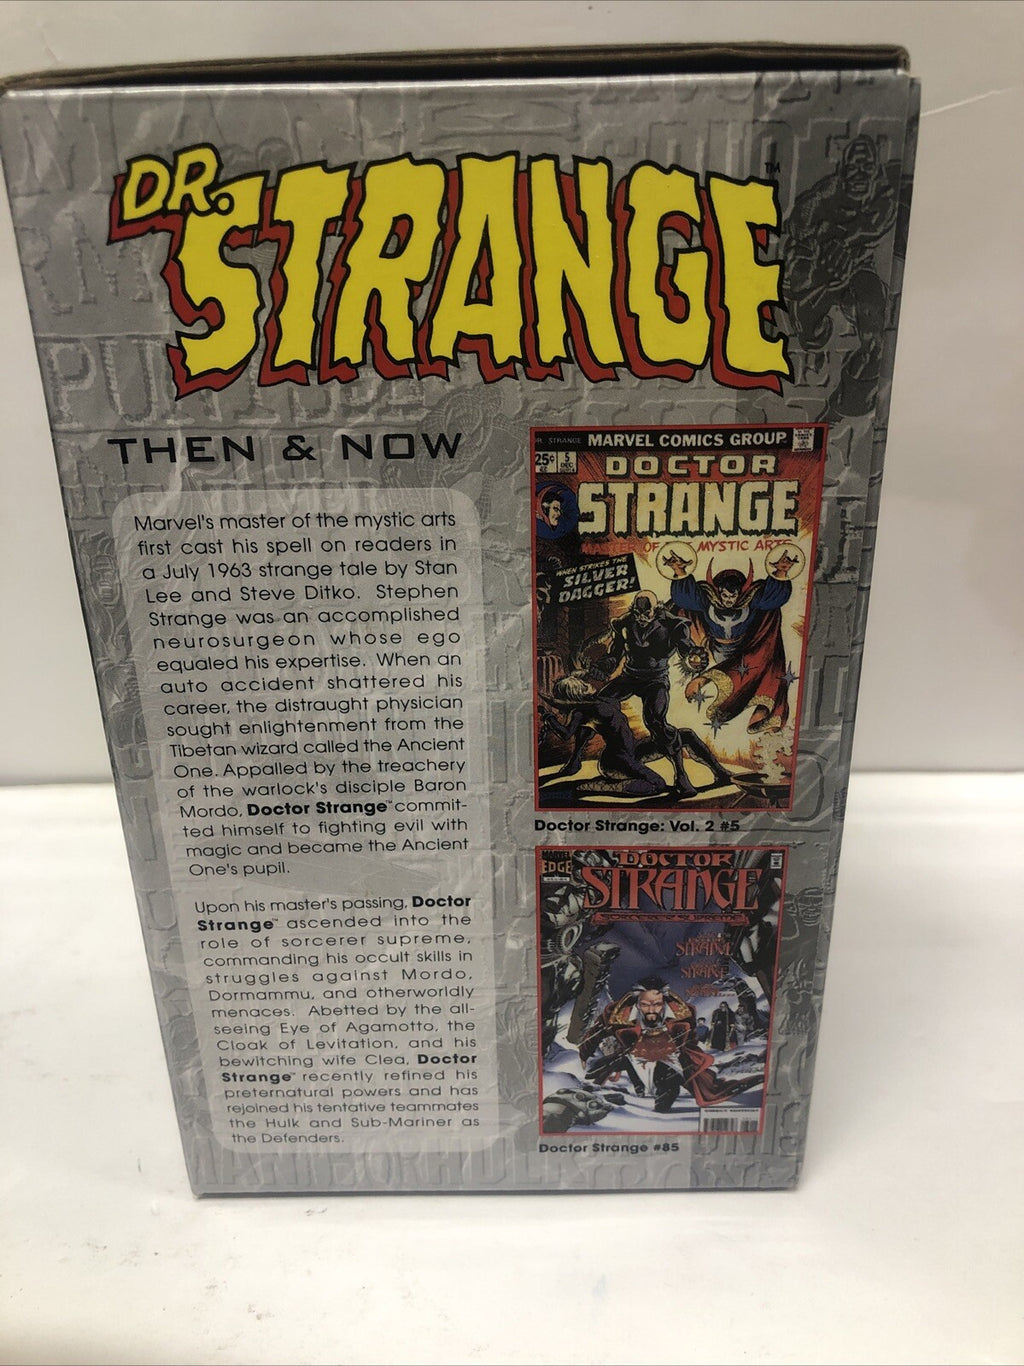 DR.
STRANGE™
THEN & NOW
Marvel's master of the mystic arts
first cast his spell on readers in
a July 1963 strange tale by Stan
Lee and Steve Ditko. Stephen
Strange was an accomplished
neurosurgeon whose ego
equaled his expertise. When an
auto accident shattered his
career, the distraught physician
sought enlightenment from the
Tibetan wizard called the Ancient
One. Appalled by the treachery
of the warlock's disciple Baron
Mordo, Doctor Strange™ commit-
ted himself to fighting evil with
magic and became the Ancient
One's pupil.
Upon his master's passing, Doctor
Strange™ ascended into the
role of sorcerer supreme,
commanding his occult skills in
struggles against Mordo,
Dormammu, and otherworldly
menaces. Abetted by the all-
seeing Eye of Agamotto, the
Cloak of Levitation, and his
bewitching wife Clea, Doctor
Strange™ recently refined his
preternatural powers and has
rejoined his tentative teammates
the Hulk and Sub-Mariner as
the Defenders.
DR. STRANGE MARVEL COMICS GROUP
25¢ 5 DEC
DOCTOR
STRANGE
MASTER OF MYSTIC ARTS
WHEN STRIKES THE
SILVER
DAGGER!
Doctor Strange: Vol. 2 #5
MARVEL
EDGE
DOCTOR
STRANGE
SORCERER SUPREME
STRANGE
STRANGE
Doctor Strange #85